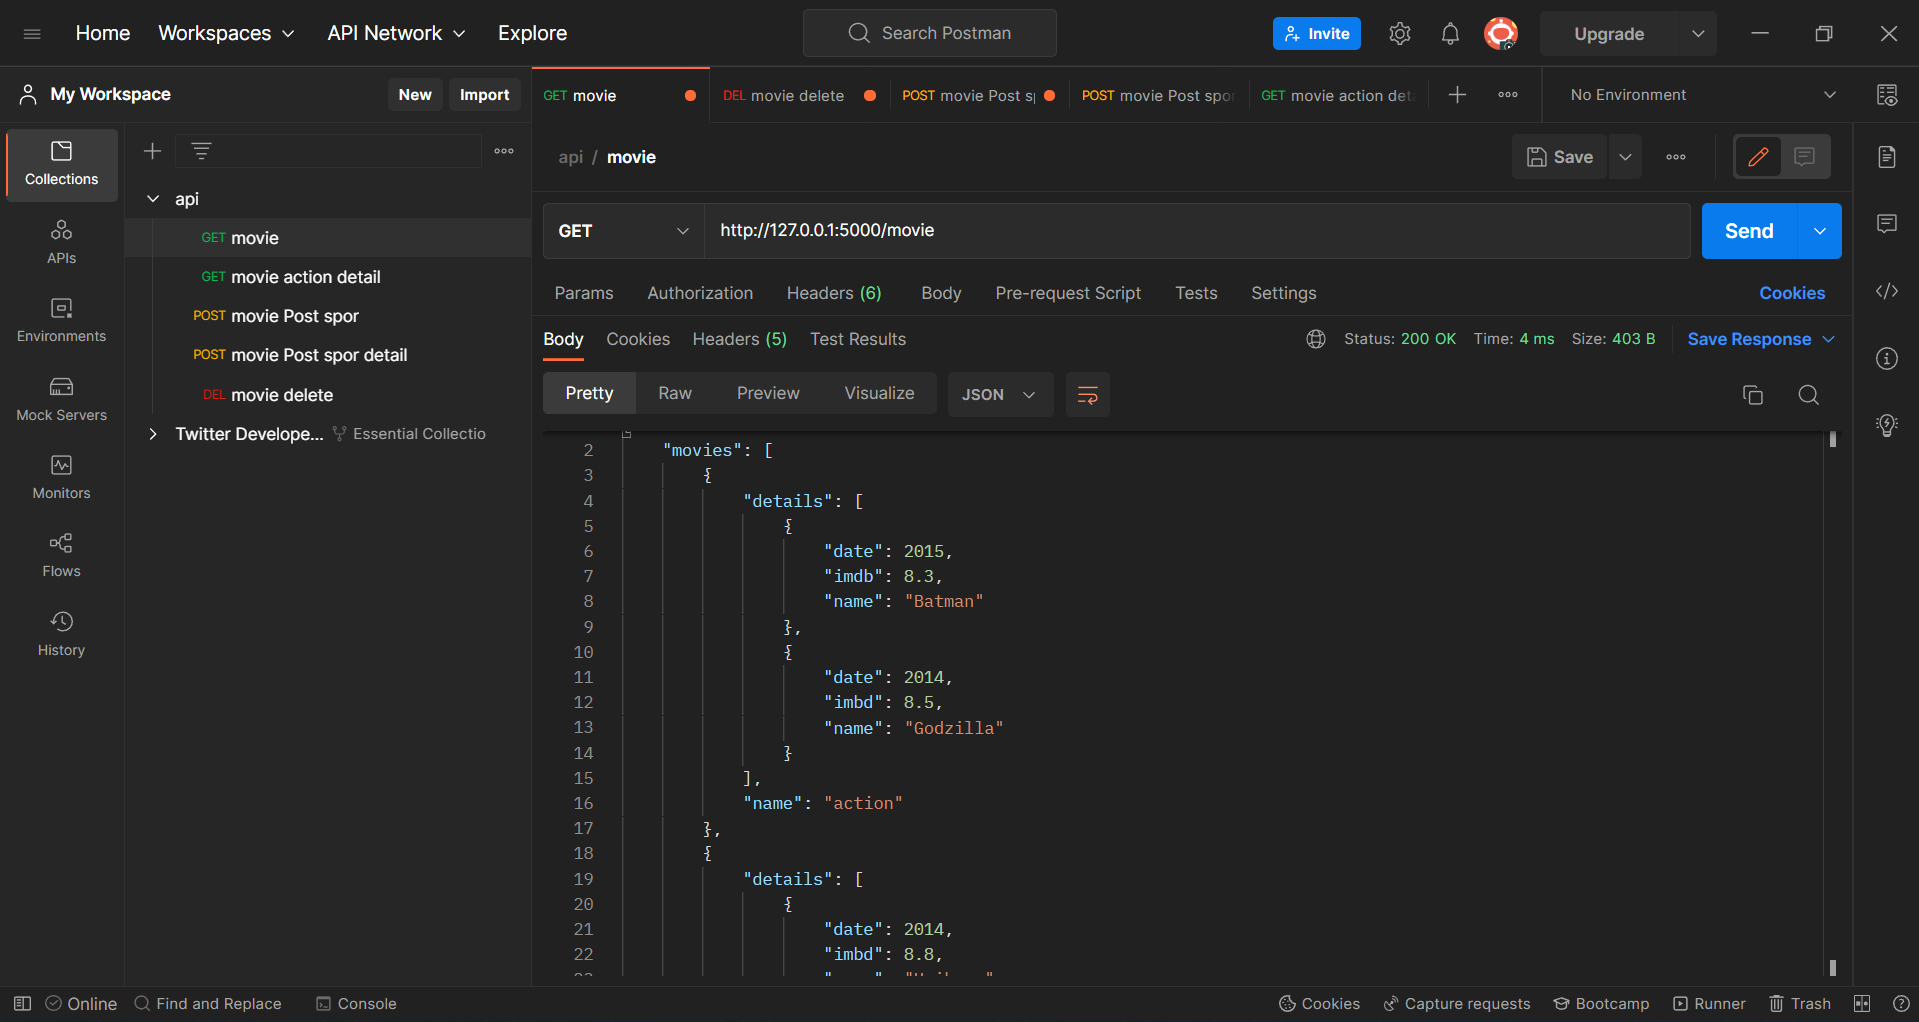 Home Workspaces API Network Explore Search Postman Invite Upgrade
My Workspace New Import
GET movie DEL movie delete POST movie Post s POST movie Post spo GET movie action det No Environment
Collections
APIs
Environments
Mock Servers
Monitors
Flows
History
api
GET movie
GET movie action detail
POST movie Post spor
POST movie Post spor detail
DEL movie delete
Twitter Develope... Essential Collectio
api / movie Save
GET http://127.0.0.1:5000/movie Send
Params Authorization Headers (6) Body Pre-request Script Tests Settings Cookies
Body Cookies Headers (5) Test Results Status: 200 OK Time: 4 ms Size: 403 B Save Response
Pretty Raw Preview Visualize JSON
2 "movies": [
3 {
4 "details": [
5 {
6 "date": 2015,
7 "imdb": 8.3,
8 "name": "Batman"
9 },
10 {
11 "date": 2014,
12 "imbd": 8.5,
13 "name": "Godzilla"
14 }
15 ],
16 "name": "action"
17 },
18 {
19 "details": [
20 {
21 "date": 2014,
22 "imbd": 8.8,
Online Find and Replace Console Cookies Capture requests Bootcamp Runner Trash